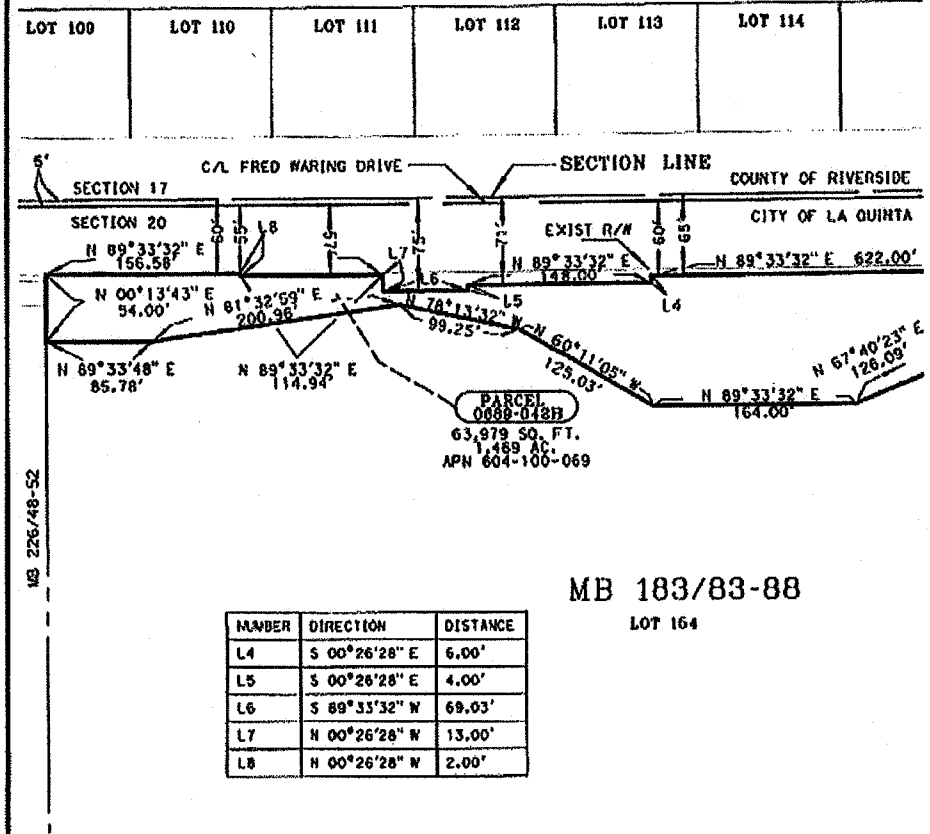 LOT 109
LOT 110
LOT 111
LOT 112
LOT 113
LOT 114
6'
C/L FRED WARING DRIVE
SECTION LINE
SECTION 17
COUNTY OF RIVERSIDE
SECTION 20
CITY OF LA QUINTA
60'
55'
L8
57'
75'
60'
65'
EXIST R/W
N 89°33'32" E
156.58'
L7
L6
N 89°33'32" E
148.00'
L5
L4
N 89°33'32" E 622.00'
N 00°13'43" E
54.00'
N 81°32'59" E
200.96'
N 78°13'32" W
99.25'
N 60°11'05" W
125.03'
N 67°40'23" E
126.09'
N 89°33'48" E
85.78'
N 89°33'32" E
114.94'
N 89°33'32" E
164.00'
PARCEL
0689-042B
63,979 SQ. FT.
1.469 AC.
APN 604-100-069
MB 226/48-52
MB 183/83-88
LOT 164
NUMBER DIRECTION DISTANCE
L4 S 00°26'28" E 6.00'
L5 S 00°26'28" E 4.00'
L6 S 89°33'32" W 69.03'
L7 N 00°26'28" W 13.00'
L8 N 00°26'28" W 2.00'